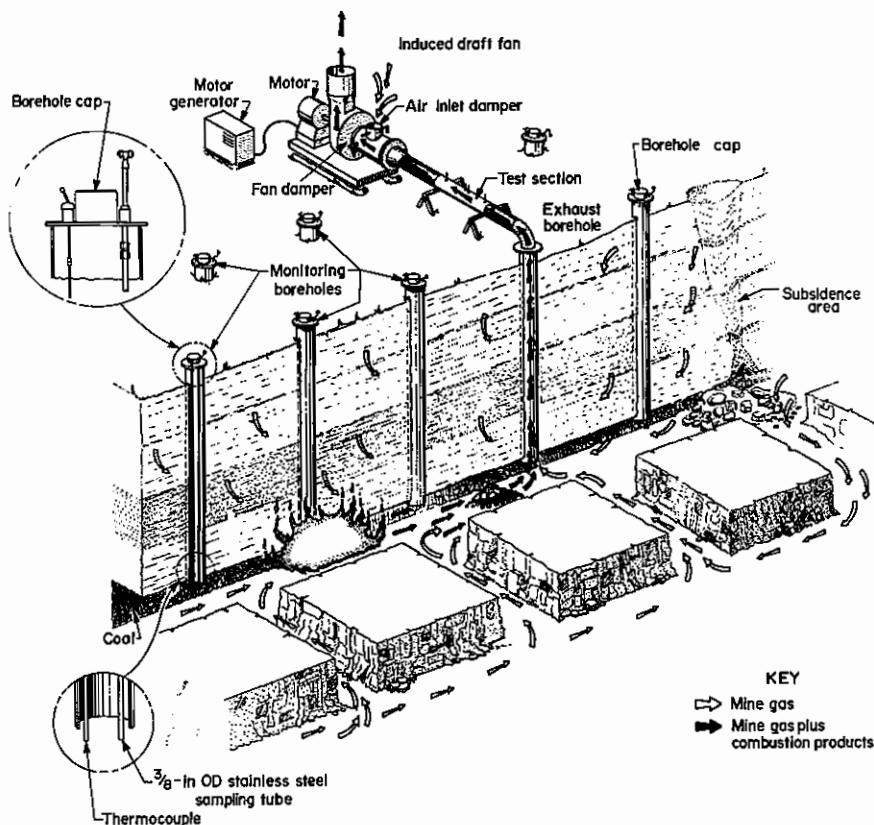 Induced draft fan
Motor
generator
Motor
Borehole cap
Air inlet damper
Borehole cap
Test section
Fan damper
Exhaust
borehole
Monitoring
boreholes
Subsidence
area
Coal
KEY
Mine gas
Mine gas plus
combustion products
3/8-in OD stainless steel
sampling tube
Thermocouple